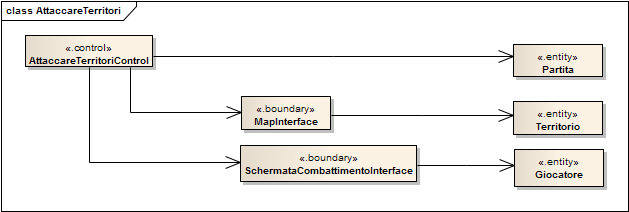 class AttaccareTerritori
«.control»
AttaccareTerritoriControl
«.entity»
Partita
«.boundary»
MapInterface
«.entity»
Territorio
«.boundary»
SchermataCombattimentoInterface
«.entity»
Giocatore